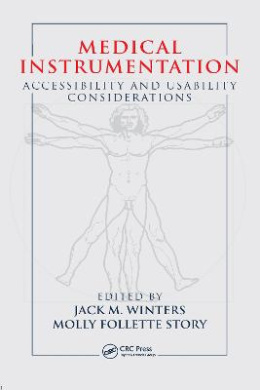 MEDICAL
INSTRUMENTATION
ACCESSIBILITY AND USABILITY
CONSIDERATIONS
EDITED BY
JACK M. WINTERS
MOLLY FOLLETTE STORY
CRC Press